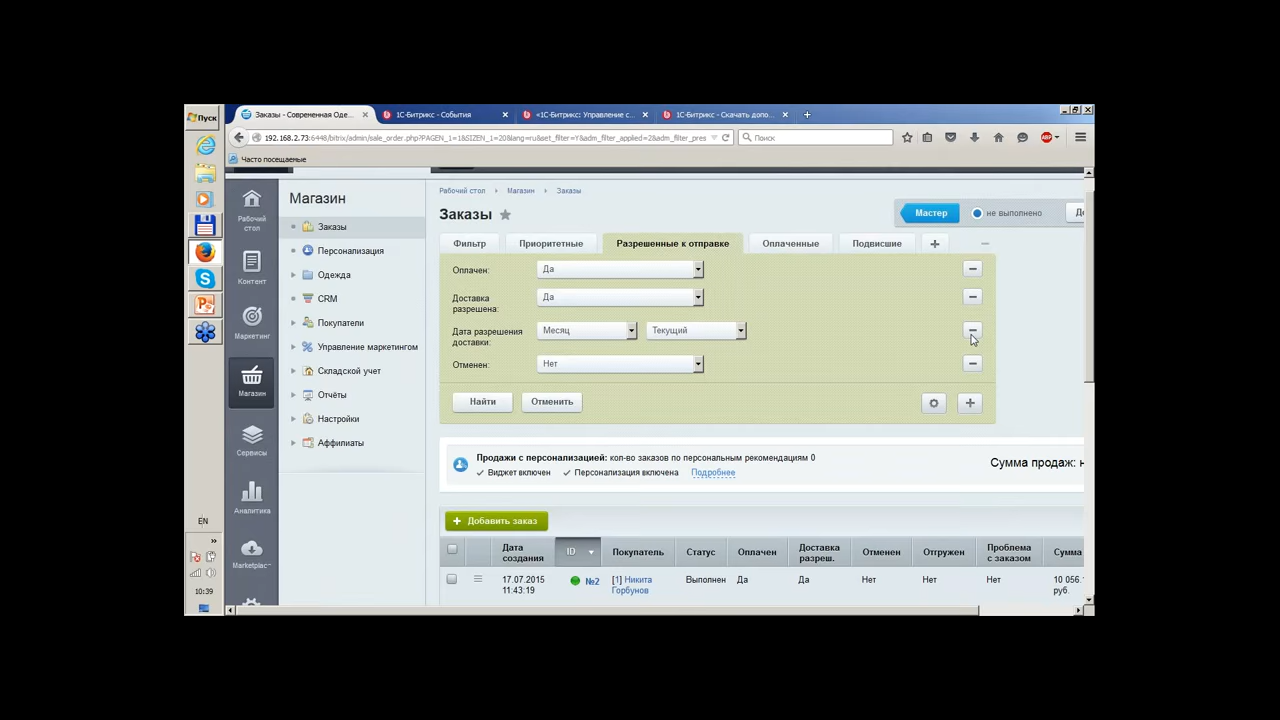 Пуск
Заказы - Современная Оде...
1С-Битрикс - События
«1С-Битрикс: Управление с...
1С-Битрикс - Скачать допо...
192.168.2.73:6448/bitrix/admin/sale_order.php?PAGEN_1=1&SIZEN_1=20&lang=ru&set_filter=Y&adm_filter_applied=2&adm_filter_pres
Поиск
ABP
Часто посещаемые
Рабочий стол
Магазин
Заказы
Магазин
Заказы
Персонализация
Одежда
CRM
Покупатели
Управление маркетингом
Складской учет
Отчёты
Настройки
Аффилиаты
Рабочий
стол
Контент
Маркетинг
Магазин
Сервисы
Аналитика
Marketplac
Заказы
Мастер
не выполнено
Фильтр
Приоритетные
Разрешенные к отправке
Оплаченные
Подвисшие
Оплачен:
Да
Доставка
разрешена:
Да
Дата разрешения
доставки:
Месяц
Текущий
Отменен:
Нет
Найти
Отменить
Продажи с персонализацией: кол-во заказов по персональным рекомендациям 0
Виджет включен
Персонализация включена
Подробнее
Сумма продаж:
Добавить заказ
Дата
создания
ID
Покупатель
Статус
Оплачен
Доставка
разреш.
Отменен
Отгружен
Проблема
с заказом
Сумма
17.07.2015
11:43:19
№2
[1] Никита
Горбунов
Выполнен
Да
Да
Нет
Нет
Нет
10 056.
руб.
EN
10:39